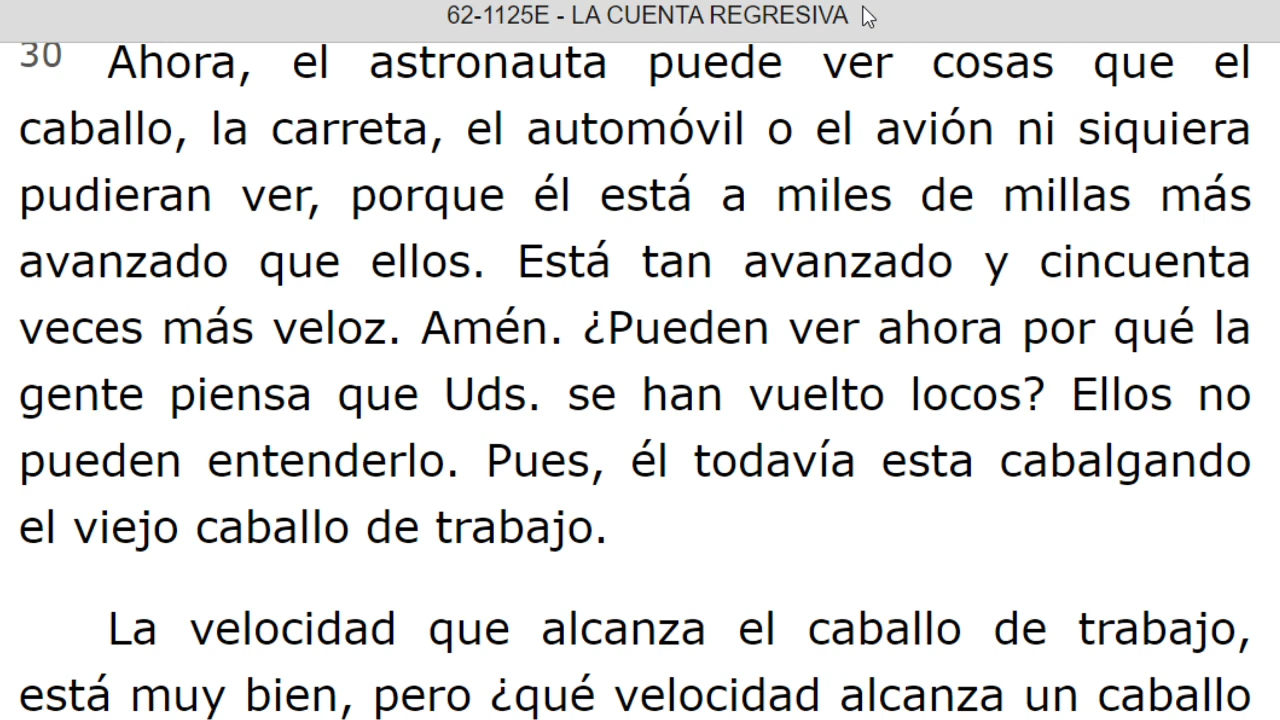 62-1125E - LA CUENTA REGRESIVA
30 Ahora, el astronauta puede ver cosas que el
caballo, la carreta, el automóvil o el avión ni siquiera
pudieran ver, porque él está a miles de millas más
avanzado que ellos. Está tan avanzado y cincuenta
veces más veloz. Amén. ¿Pueden ver ahora por qué la
gente piensa que Uds. se han vuelto locos? Ellos no
pueden entenderlo. Pues, él todavía esta cabalgando
el viejo caballo de trabajo.
La velocidad que alcanza el caballo de trabajo,
está muy bien, pero ¿qué velocidad alcanza un caballo